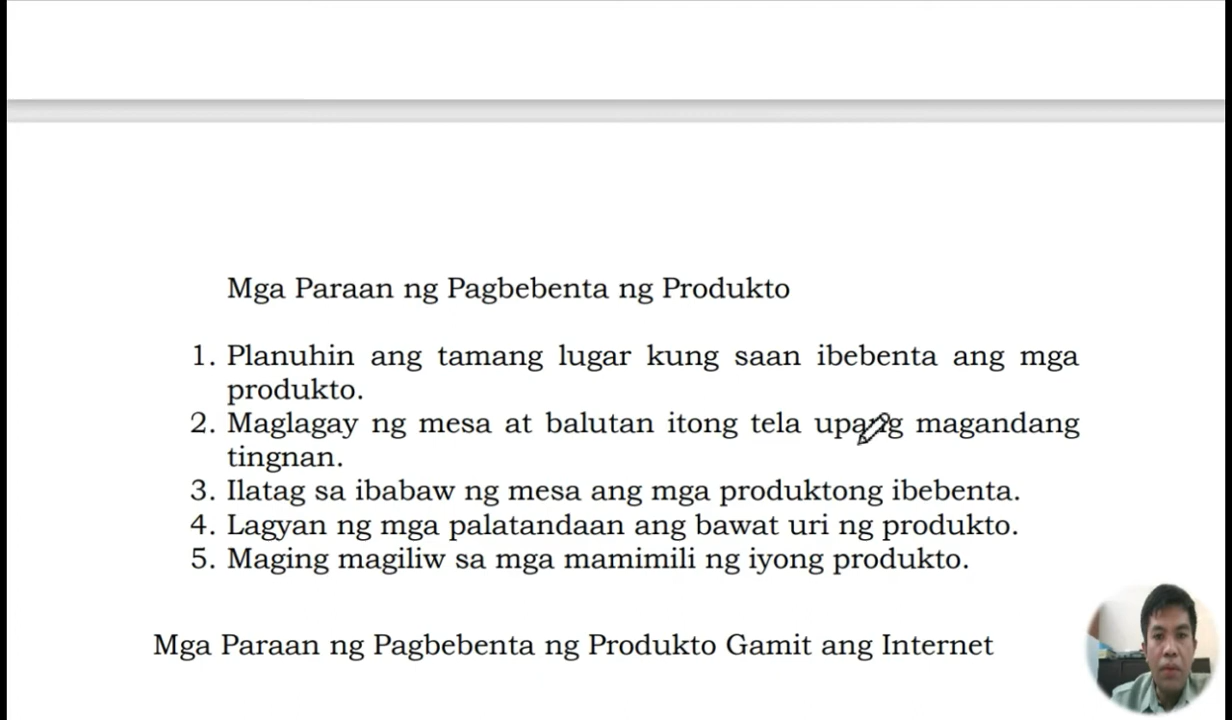 Mga Paraan ng Pagbebenta ng Produkto
1. Planuhin ang tamang lugar kung saan ibebenta ang mga
produkto.
2. Maglagay ng mesa at balutan itong tela upang magandang
tingnan.
3. Ilatag sa ibabaw ng mesa ang mga produktong ibebenta.
4. Lagyan ng mga palatandaan ang bawat uri ng produkto.
5. Maging magiliw sa mga mamimili ng iyong produkto.
Mga Paraan ng Pagbebenta ng Produkto Gamit ang Internet